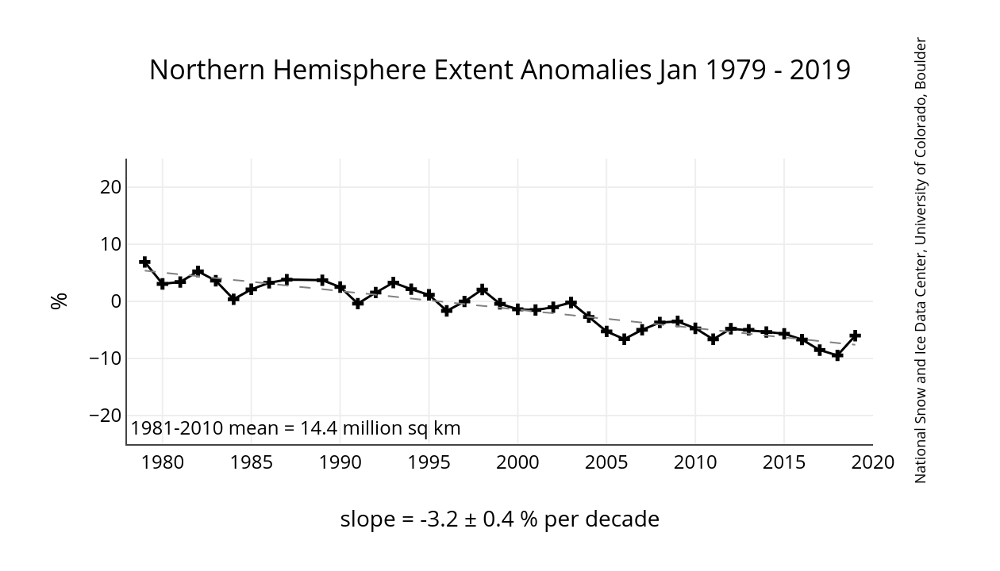 Northern Hemisphere Extent Anomalies Jan 1979 - 2019
%
20
10
0
−10
−20
1981-2010 mean = 14.4 million sq km
1980 1985 1990 1995 2000 2005 2010 2015 2020
slope = -3.2 ± 0.4 % per decade
National Snow and Ice Data Center, University of Colorado, Boulder